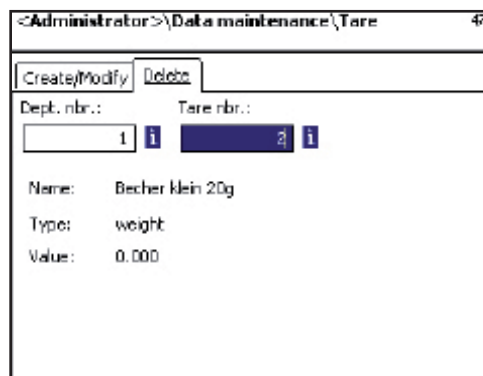 <Administrator>\Data maintenance\Tare 47
Create/Modify Delete
Dept. nbr.: Tare nbr.:
1 i 2 i
Name: Becher klein 20g
Type: weight
Value: 0.000